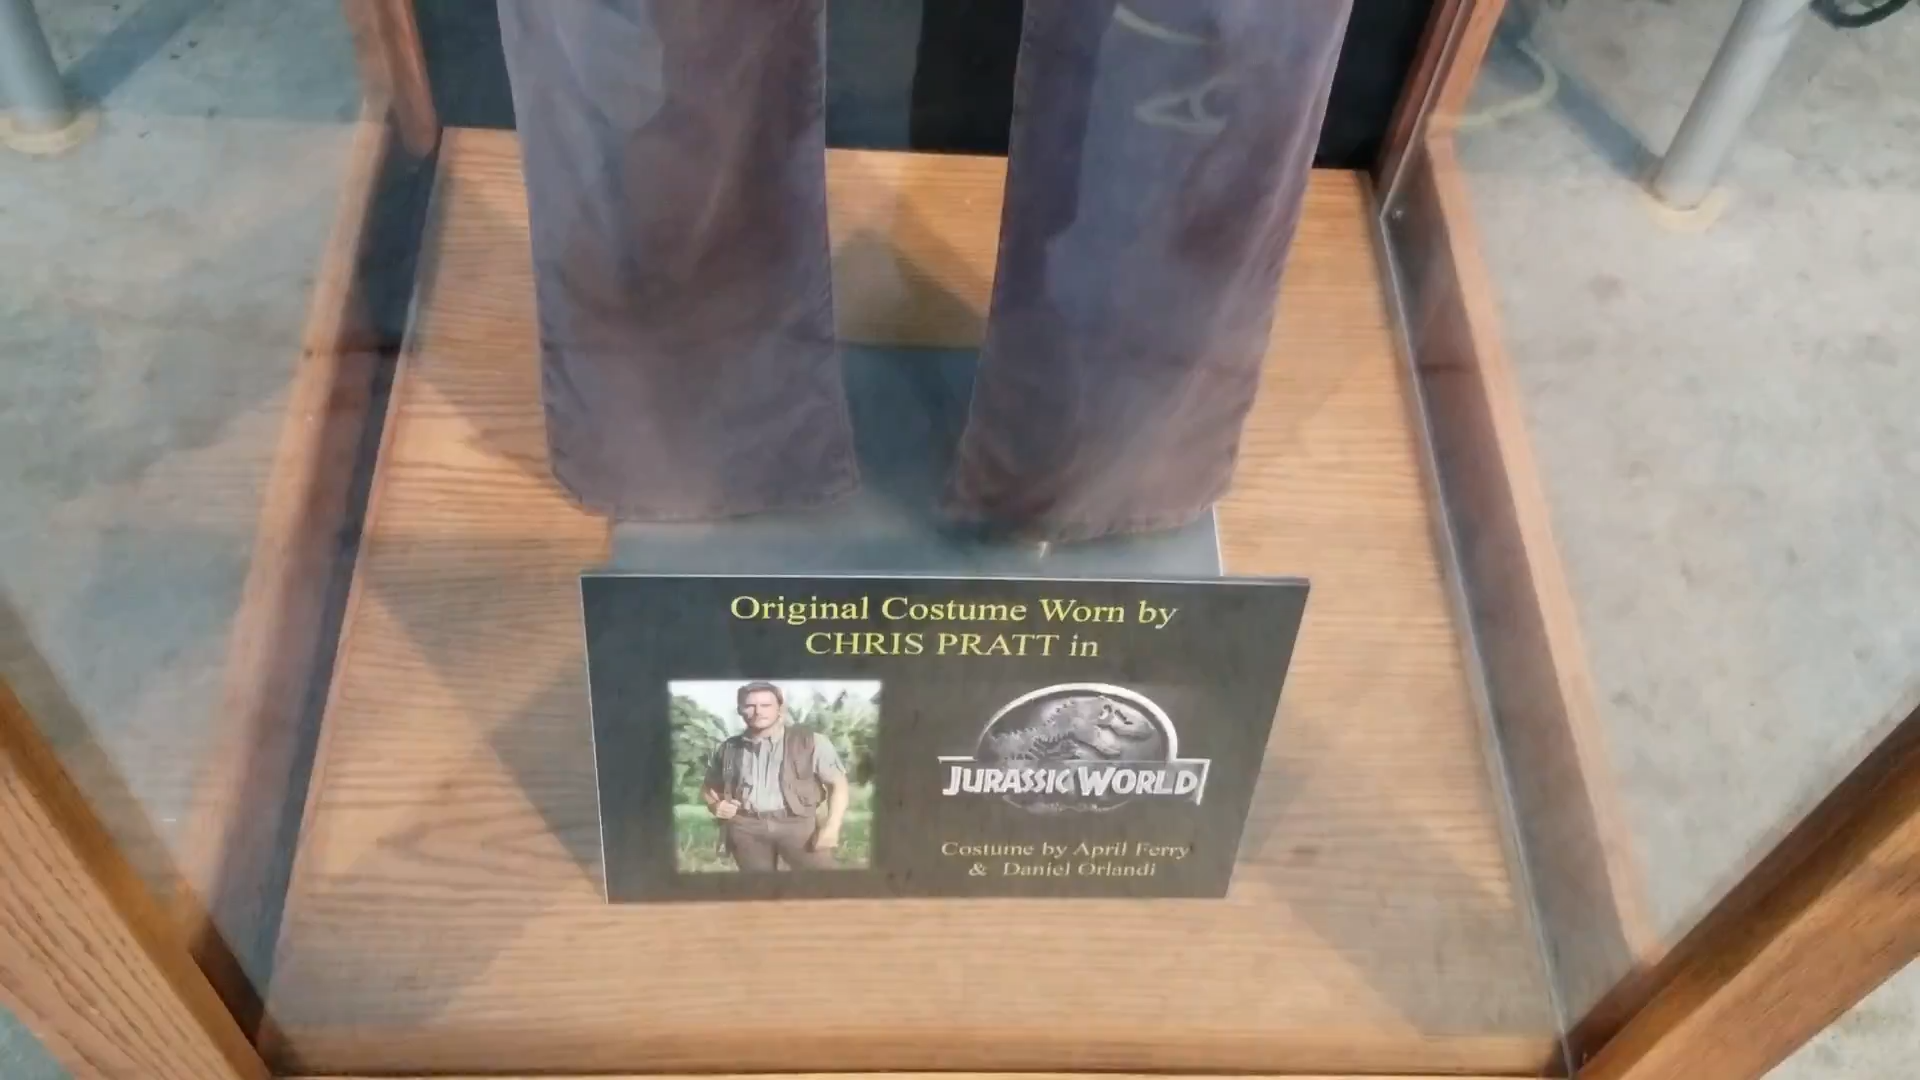 Original Costume Worn by
CHRIS PRATT in
JURASSIC WORLD
Costume by April Ferry
& Daniel Orlandi